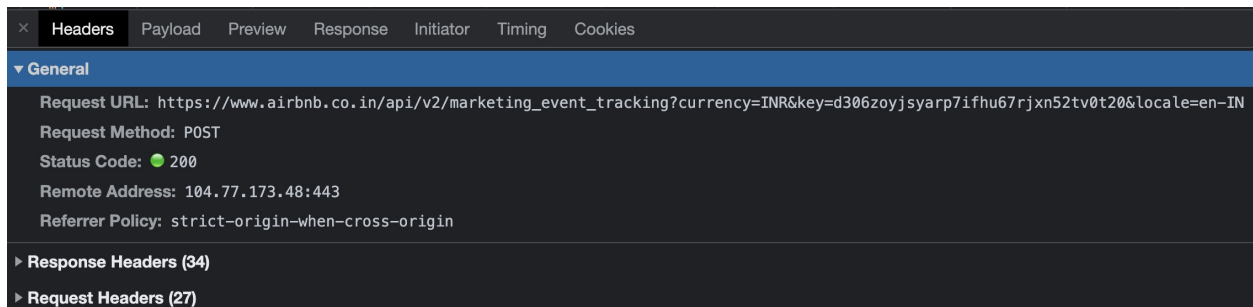 × Headers Payload Preview Response Initiator Timing Cookies
▼ General
Request URL: https://www.airbnb.co.in/api/v2/marketing_event_tracking?currency=INR&key=d306zoyjsyarp7ifhu67rjxn52tv0t20&locale=en-IN
Request Method: POST
Status Code: 200
Remote Address: 104.77.173.48:443
Referrer Policy: strict-origin-when-cross-origin
▶ Response Headers (34)
▶ Request Headers (27)